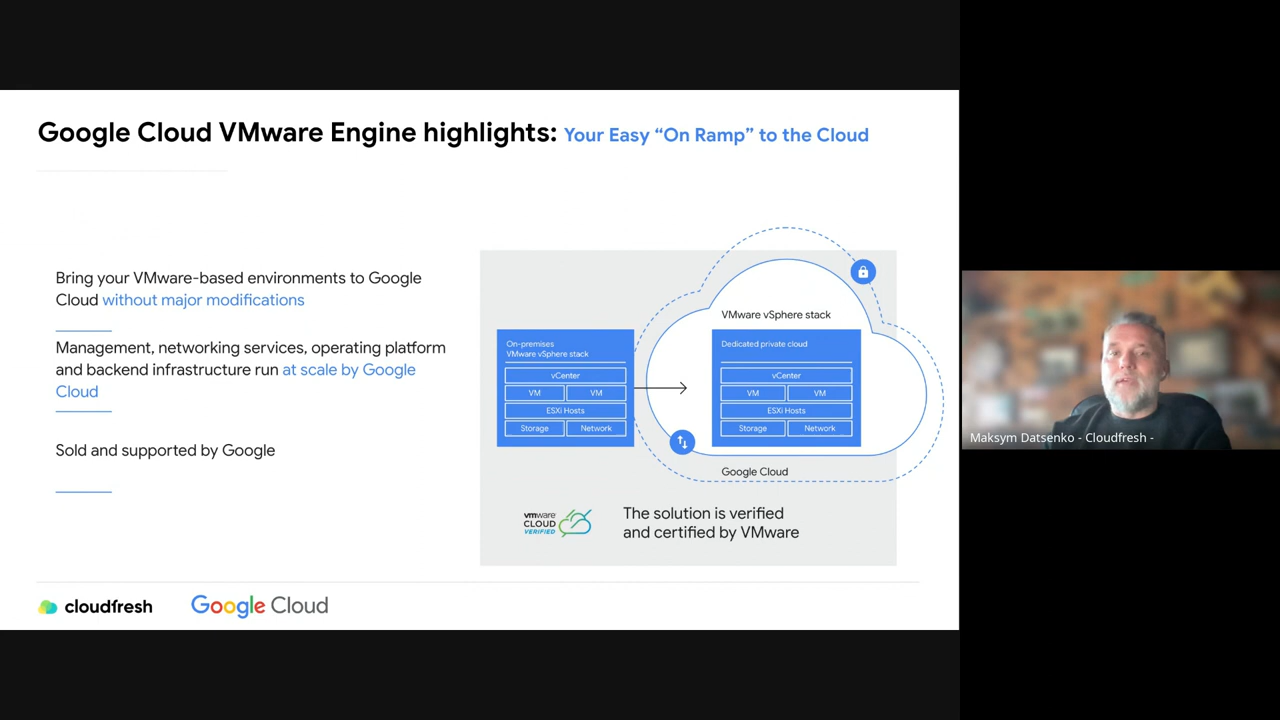 Google Cloud VMware Engine highlights: Your Easy “On Ramp” to the Cloud
Bring your VMware-based environments to Google
Cloud without major modifications
Management, networking services, operating platform
and backend infrastructure run at scale by Google
Cloud
Sold and supported by Google
VMware vSphere stack
On-premises
VMware vSphere stack
vCenter
VM VM
ESXi Hosts
Storage Network
Dedicated private cloud
vCenter
VM VM
ESXi Hosts
Storage Network
Google Cloud
vmware
CLOUD
VERIFIED
The solution is verified
and certified by VMware
cloudfresh
Google Cloud
Maksym Datsenko - Cloudfresh -